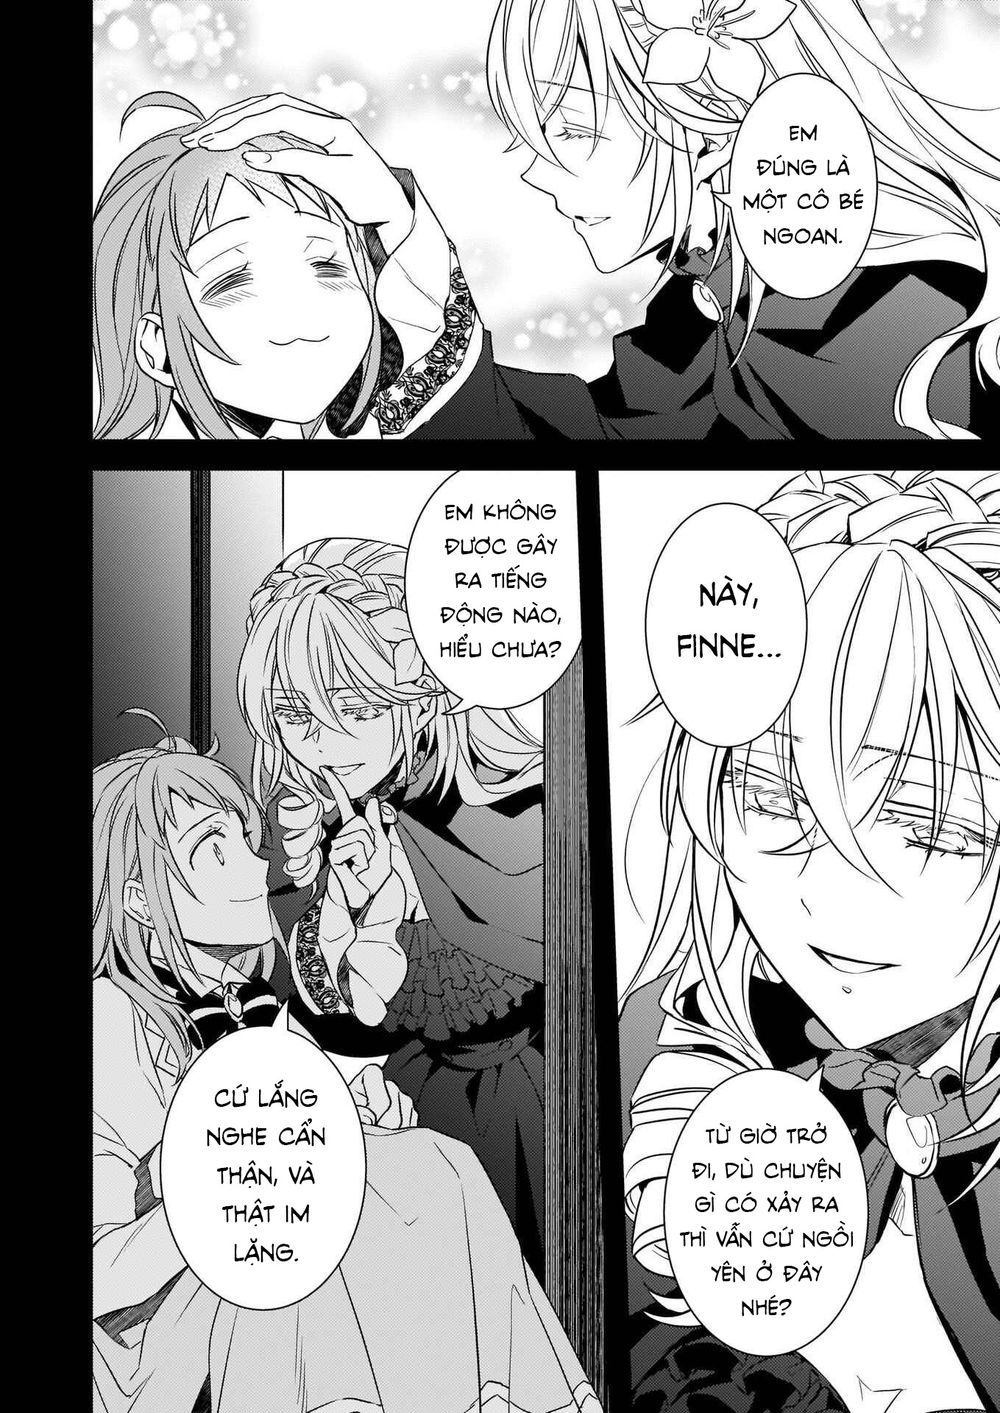 EM
ĐÚNG LÀ
MỘT CÔ BÉ
NGOAN.
NÀY,
FINNE...
TỪ GIỜ TRỞ
ĐI, DÙ CHUYỆN
GÌ CÓ XẢY RA
THÌ VẪN CỨ NGỒI
YÊN Ở ĐÂY
NHÉ?
EM KHÔNG
ĐƯỢC GÂY
RA TIẾNG
ĐỘNG NÀO,
HIỂU CHƯA?
CỨ LẮNG
NGHE CẨN
THẬN, VÀ
THẬT IM
LẶNG.